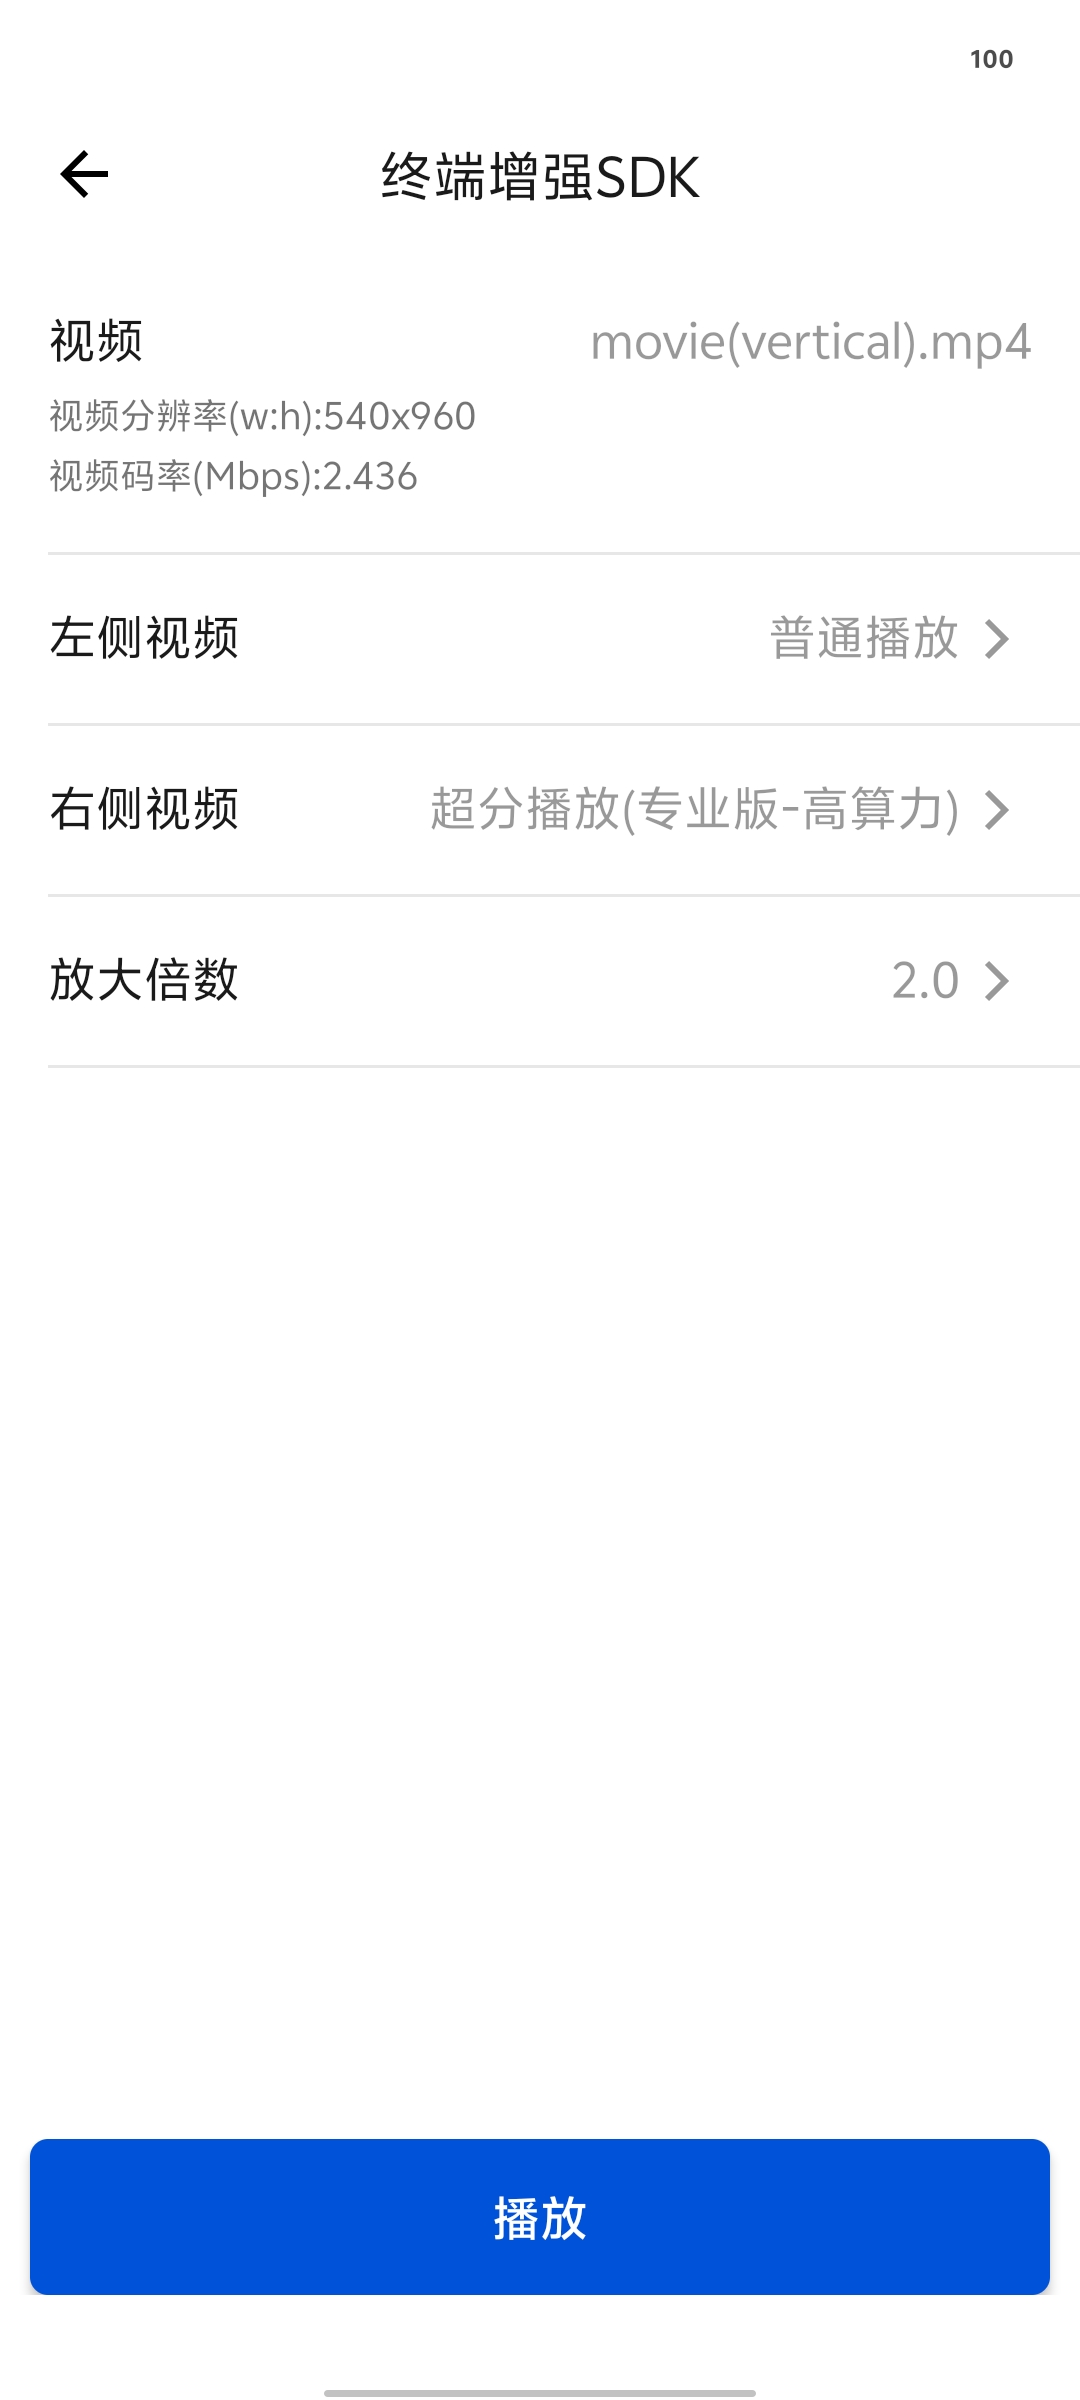 100
终端增强SDK
视频 movie(vertical).mp4
视频分辨率(w:h):540x960
视频码率(Mbps):2.436
左侧视频 普通播放
右侧视频 超分播放(专业版-高算力)
放大倍数 2.0
播放